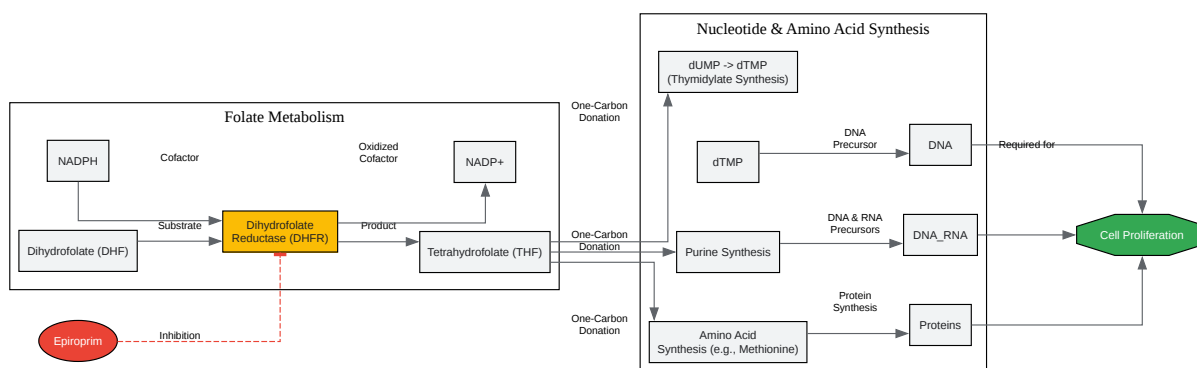 Nucleotide & Amino Acid Synthesis
dUMP -> dTMP
(Thymidylate Synthesis)
One-Carbon
Donation
Folate Metabolism
NADPH
Cofactor
Oxidized
Cofactor
NADP+
dTMP
DNA
Precursor
DNA
Required for
Dihydrofolate (DHF)
Substrate
Dihydrofolate
Reductase (DHFR)
Product
Tetrahydrofolate (THF)
One-Carbon
Donation
Purine Synthesis
DNA & RNA
Precursors
DNA_RNA
Cell Proliferation
Epiroprim
Inhibition
One-Carbon
Donation
Amino Acid
Synthesis (e.g., Methionine)
Protein
Synthesis
Proteins